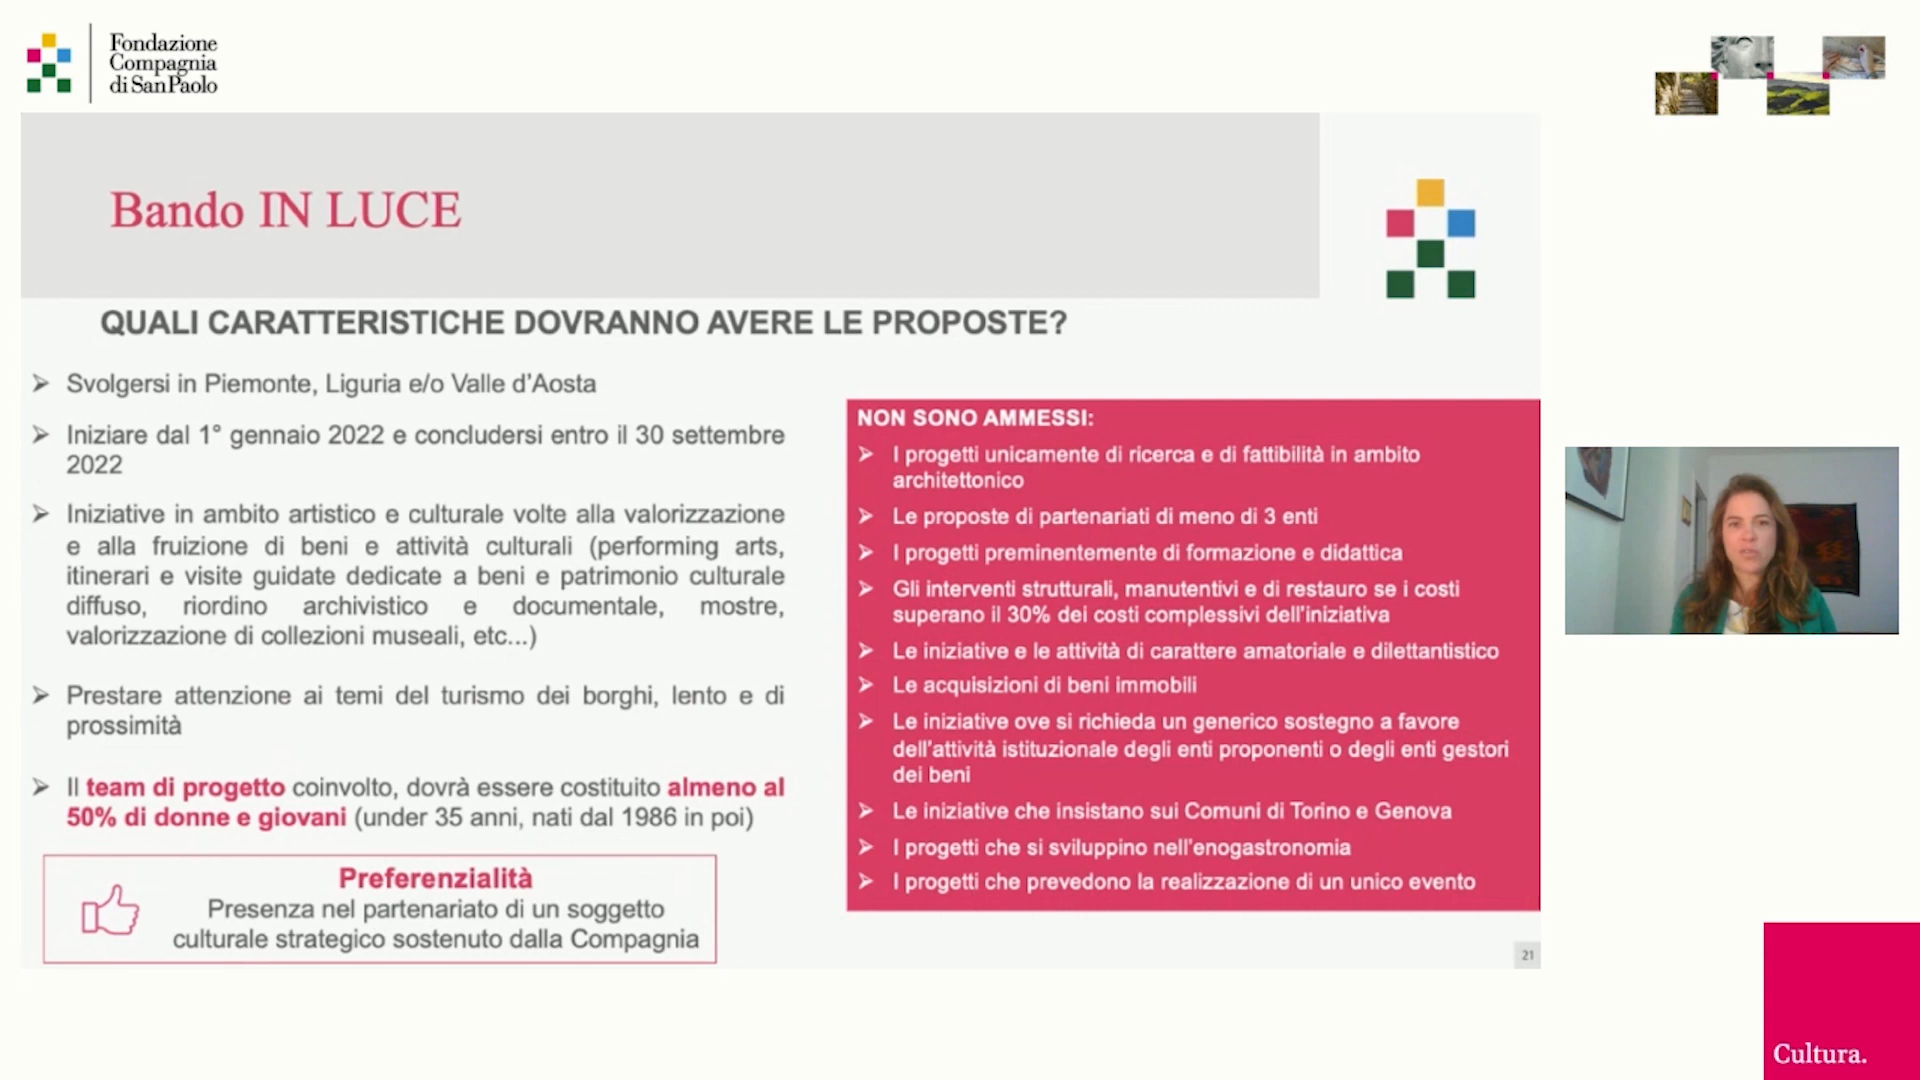 Fondazione
Compagnia
di San Paolo
Bando IN LUCE
QUALI CARATTERISTICHE DOVRANNO AVERE LE PROPOSTE?
➢ Svolgersi in Piemonte, Liguria e/o Valle d'Aosta
➢ Iniziare dal 1° gennaio 2022 e concludersi entro il 30 settembre
2022
➢ Iniziative in ambito artistico e culturale volte alla valorizzazione
e alla fruizione di beni e attività culturali (performing arts,
itinerari e visite guidate dedicate a beni e patrimonio culturale
diffuso, riordino archivistico e documentale, mostre,
valorizzazione di collezioni museali, etc...)
➢ Prestare attenzione ai temi del turismo dei borghi, lento e di
prossimità
➢ Il team di progetto coinvolto, dovrà essere costituito almeno al
50% di donne e giovani (under 35 anni, nati dal 1986 in poi)
Preferenzialità
Presenza nel partenariato di un soggetto
culturale strategico sostenuto dalla Compagnia
NON SONO AMMESSI:
➢ I progetti unicamente di ricerca e di fattibilità in ambito
architettonico
➢ Le proposte di partenariati di meno di 3 enti
➢ I progetti preminentemente di formazione e didattica
➢ Gli interventi strutturali, manutentivi e di restauro se i costi
superano il 30% dei costi complessivi dell'iniziativa
➢ Le iniziative e le attività di carattere amatoriale e dilettantistico
➢ Le acquisizioni di beni immobili
➢ Le iniziative ove si richieda un generico sostegno a favore
dell'attività istituzionale degli enti proponenti o degli enti gestori
dei beni
➢ Le iniziative che insistano sui Comuni di Torino e Genova
➢ I progetti che si sviluppino nell'enogastronomia
➢ I progetti che prevedono la realizzazione di un unico evento
21
Cultura.